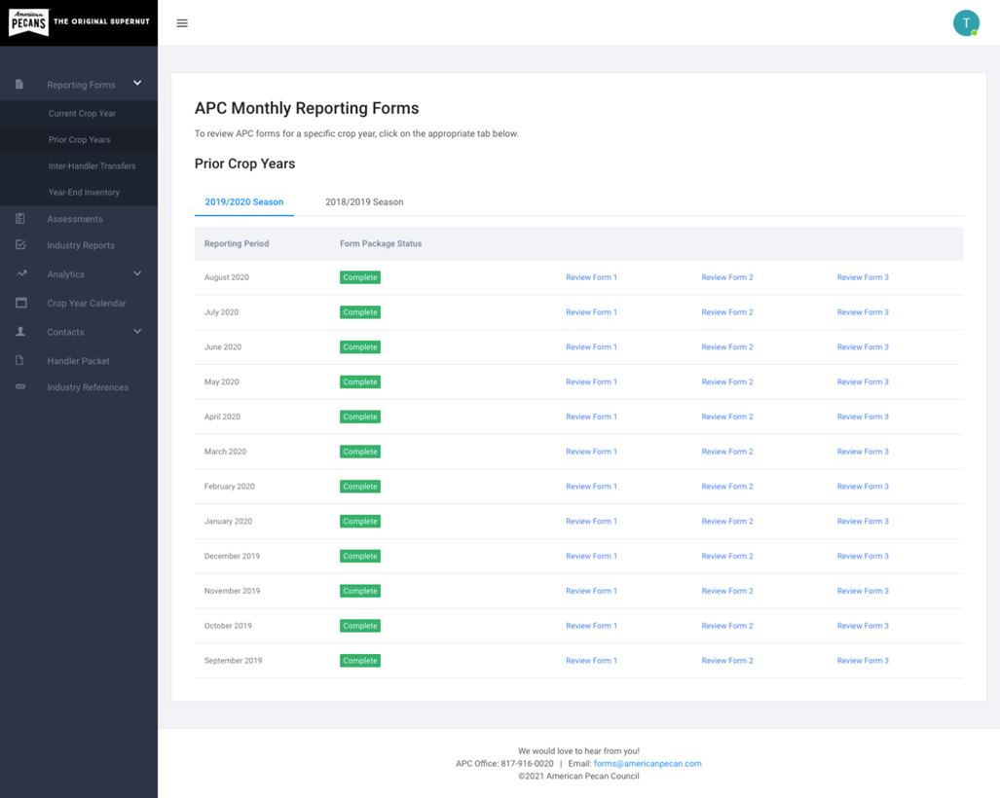 American
PECANS
THE ORIGINAL SUPERNUT
T
Reporting Forms
Current Crop Year
Prior Crop Years
Inter-Handler Transfers
Year-End Inventory
Assessments
Industry Reports
Analytics
Crop Year Calendar
Contacts
Handler Packet
Industry References
APC Monthly Reporting Forms
To review APC forms for a specific crop year, click on the appropriate tab below.
Prior Crop Years
2019/2020 Season 2018/2019 Season
Reporting Period Form Package Status
August 2020 Complete Review Form 1 Review Form 2 Review Form 3
July 2020 Complete Review Form 1 Review Form 2 Review Form 3
June 2020 Complete Review Form 1 Review Form 2 Review Form 3
May 2020 Complete Review Form 1 Review Form 2 Review Form 3
April 2020 Complete Review Form 1 Review Form 2 Review Form 3
March 2020 Complete Review Form 1 Review Form 2 Review Form 3
February 2020 Complete Review Form 1 Review Form 2 Review Form 3
January 2020 Complete Review Form 1 Review Form 2 Review Form 3
December 2019 Complete Review Form 1 Review Form 2 Review Form 3
November 2019 Complete Review Form 1 Review Form 2 Review Form 3
October 2019 Complete Review Form 1 Review Form 2 Review Form 3
September 2019 Complete Review Form 1 Review Form 2 Review Form 3
We would love to hear from you!
APC Office: 817-916-0020 | Email: forms@americanpecan.com
©2021 American Pecan Council